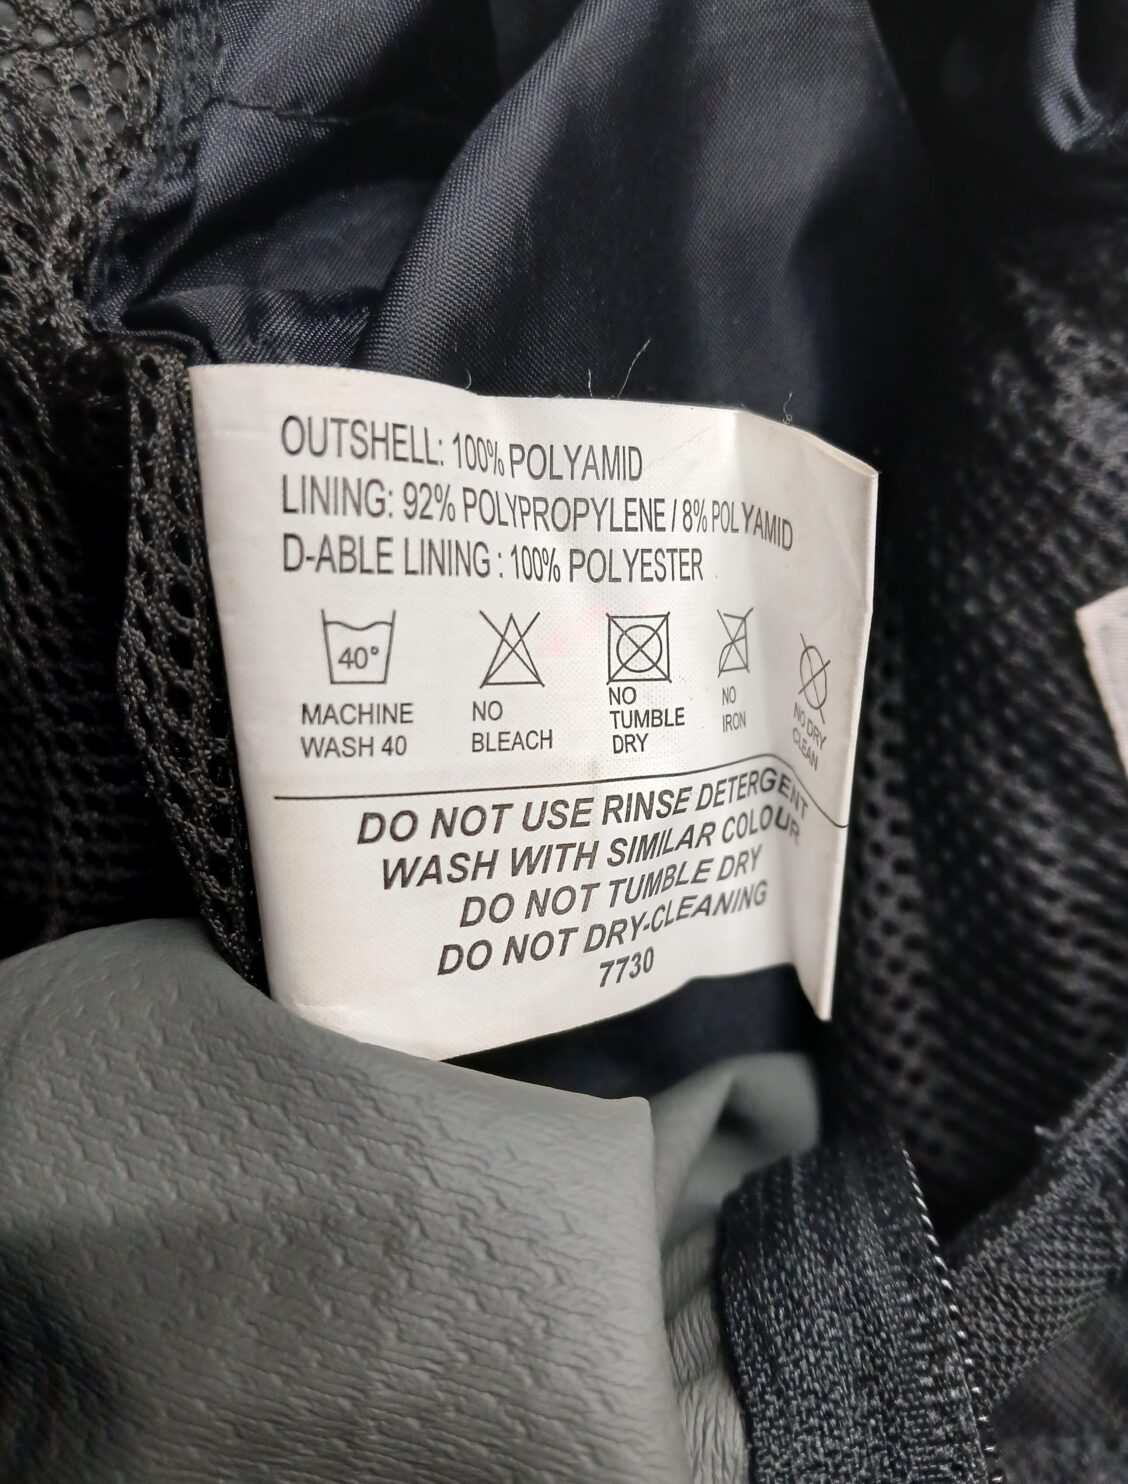 OUTSHELL: 100% POLYAMID
LINING: 92% POLYPROPYLENE / 8% POLYAMID
D-ABLE LINING : 100% POLYESTER
40°
MACHINE WASH 40
NO BLEACH
NO TUMBLE DRY
NO IRON
NO DRY CLEAN
DO NOT USE RINSE DETERGENT
WASH WITH SIMILAR COLOUR
DO NOT TUMBLE DRY
DO NOT DRY-CLEANING
7730